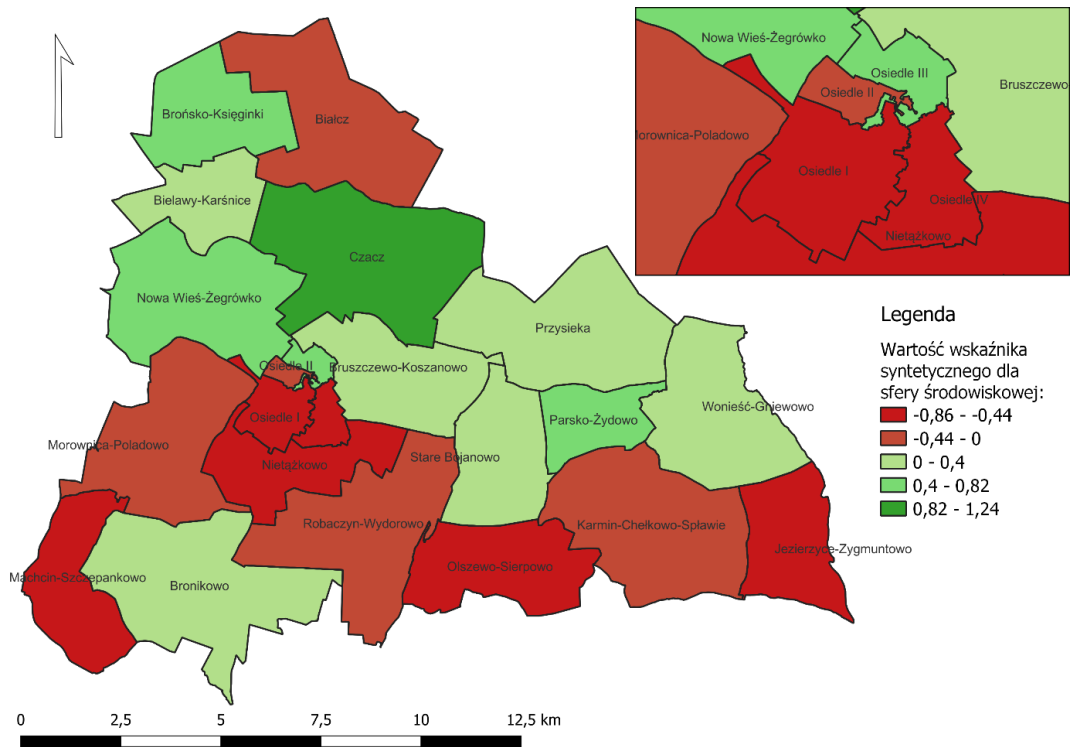 Nowa Wieś-Żegrówko
Osiedle III
Osiedle II
Bruszczewo
orownica-Poladowo
Osiedle I
Osiedle IV
Nietążkowo
Brońsko-Księginki
Białcz
Bielawy-Karśnice
Czacz
Nowa Wieś-Żegrówko
Przysieka
Osiedle II
Bruszczewo-Koszanowo
Wonieść-Gniewowo
Parsko-Żydowo
Osiedle I
Morownica-Poladowo
Nietążkowo
Stare Bojanowo
Robaczyn-Wydorowo
Karmin-Chełkowo-Spławie
Jezierzyce-Zygmuntowo
Olszewo-Sierpowo
Machcin-Szczepankowo
Bronikowo
Legenda
Wartość wskaźnika
syntetycznego dla
sfery środowiskowej:
-0,86 - -0,44
-0,44 - 0
0 - 0,4
0,4 - 0,82
0,82 - 1,24
0 2,5 5 7,5 10 12,5 km